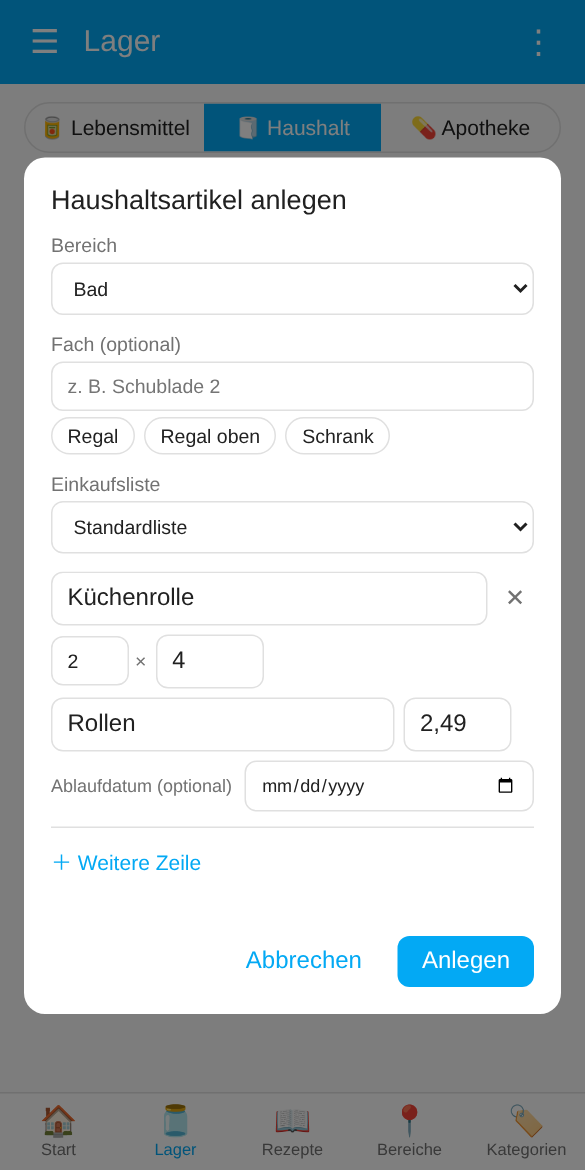 ☰ Lager ⋮
🥫 Lebensmittel 🧻 Haushalt 💊 Apotheke
Haushaltsartikel anlegen
Bereich
Bad
Fach (optional)
z. B. Schublade 2
Regal Regal oben Schrank
Einkaufsliste
Standardliste
Küchenrolle ✕
2 × 4
Rollen 2,49
Ablaufdatum (optional) mm/dd/yyyy
+ Weitere Zeile
Abbrechen Anlegen
Start Lager Rezepte Bereiche Kategorien